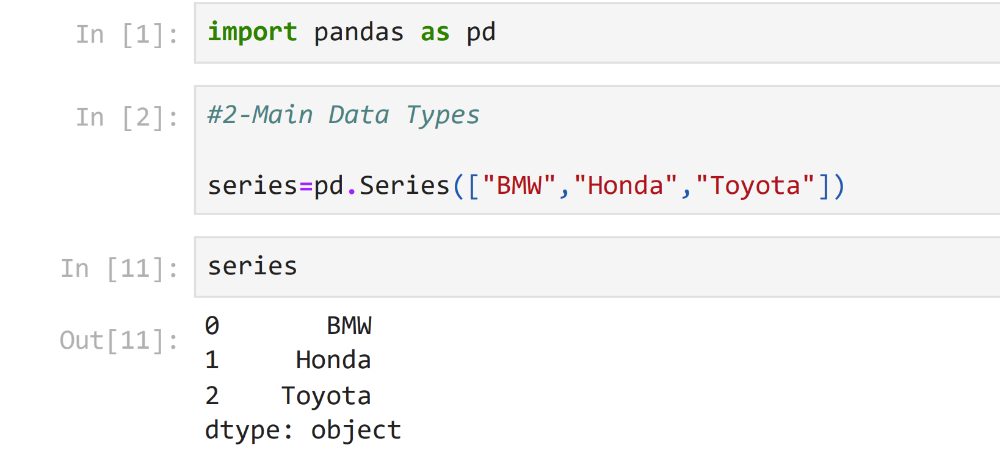 In [1]: import pandas as pd
In [2]: #2-Main Data Types
series=pd.Series(["BMW","Honda","Toyota"])
In [11]: series
Out[11]: 0       BMW
1     Honda
2    Toyota
dtype: object